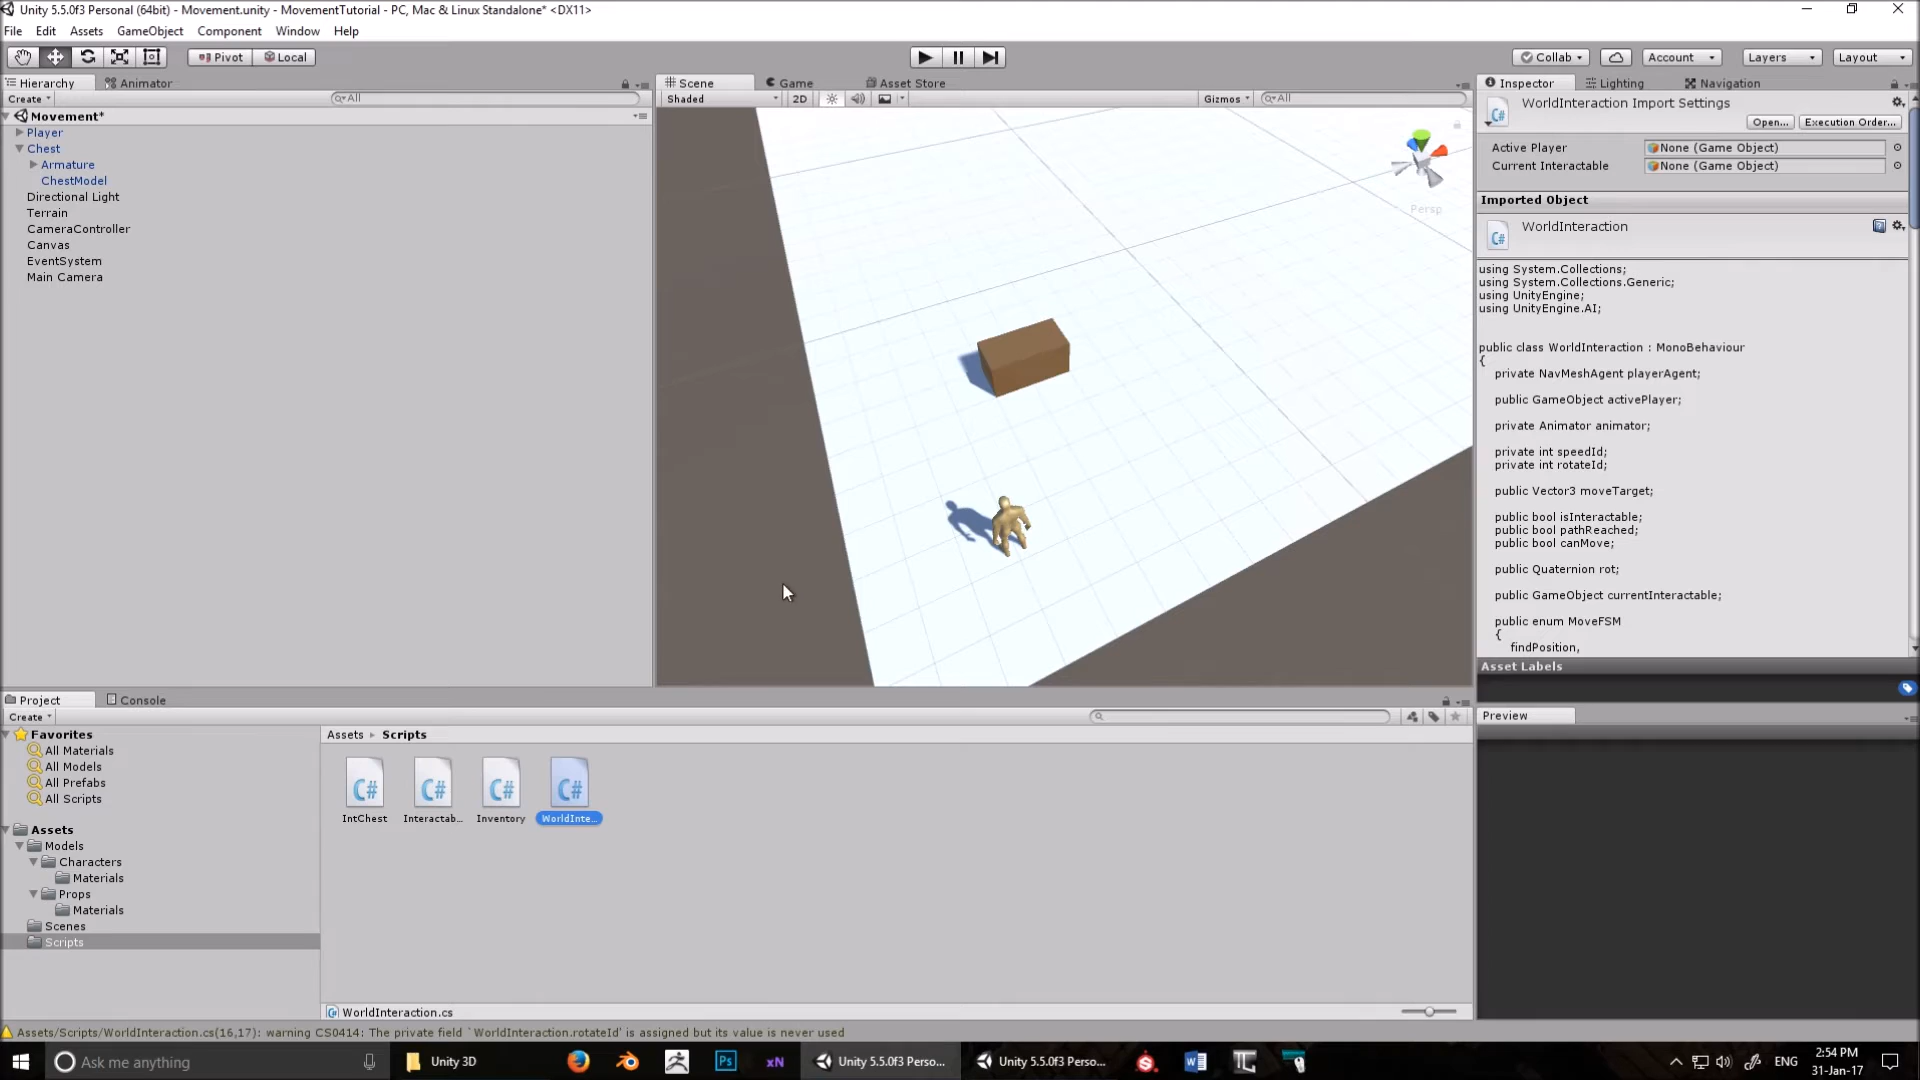 Unity 5.5.0f3 Personal (64bit) - Movement.unity - MovementTutorial - PC, Mac & Linux Standalone* <DX11>
File Edit Assets GameObject Component Window Help
Pivot Local Collab Account Layers Layout
Hierarchy Animator
Create All
Movement*
Player
Chest
Armature
ChestModel
Directional Light
Terrain
CameraController
Canvas
EventSystem
Main Camera
Scene Game Asset Store
Shaded 2D Gizmos All
Persp
Inspector Lighting Navigation
WorldInteraction Import Settings
Open... Execution Order...
Active Player None (Game Object)
Current Interactable None (Game Object)
Imported Object
C# WorldInteraction
using System.Collections;
using System.Collections.Generic;
using UnityEngine;
using UnityEngine.AI;
public class WorldInteraction : MonoBehaviour
{
private NavMeshAgent playerAgent;
public GameObject activePlayer;
private Animator animator;
private int speedId;
private int rotateId;
public Vector3 moveTarget;
public bool isInteractable;
public bool pathReached;
public bool canMove;
public Quaternion rot;
public GameObject currentInteractable;
public enum MoveFSM
{
findPosition,
Asset Labels
Preview
Project Console
Create
Favorites
All Materials
All Models
All Prefabs
All Scripts
Assets
Models
Characters
Materials
Props
Materials
Scenes
Scripts
Assets Scripts
C# C# C# C#
IntChest Interactab... Inventory WorldInte...
WorldInteraction.cs
Assets/Scripts/WorldInteraction.cs(16,17): warning CS0414: The private field `WorldInteraction.rotateId' is assigned but its value is never used
Ask me anything Unity 3D Ps xN Unity 5.5.0f3 Perso... Unity 5.5.0f3 Perso... ENG 2:54 PM
31-Jan-17